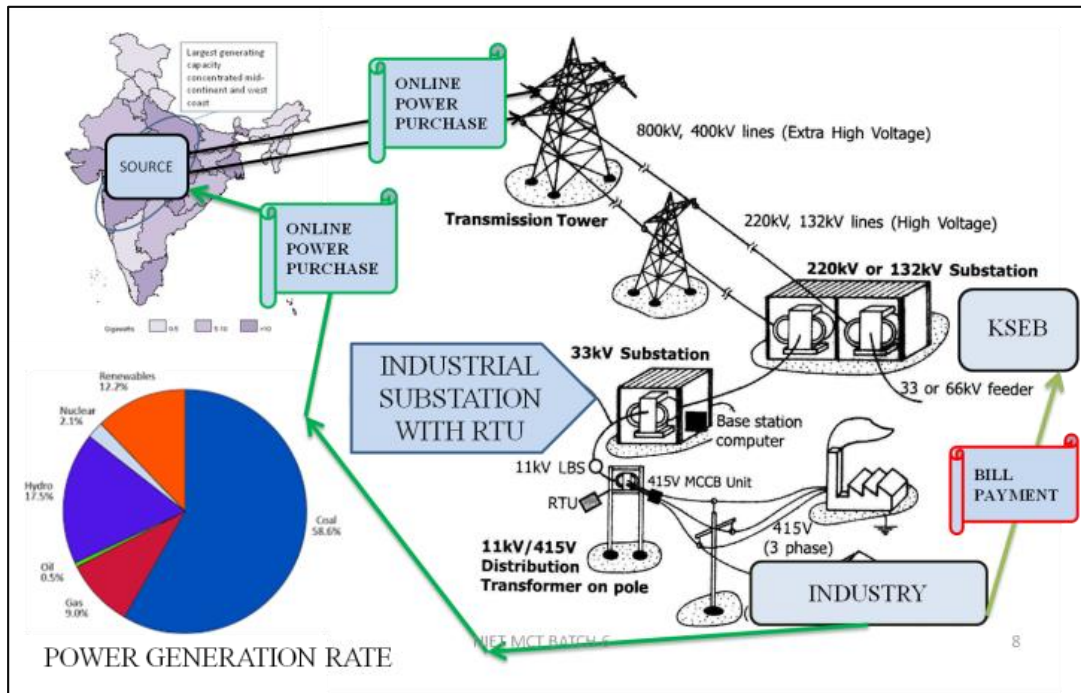 Largest generating
capacity
concentrated mid-
continent and west
coast
SOURCE
ONLINE
POWER
PURCHASE
ONLINE
POWER
PURCHASE
Gigawatts
0-5
5-10
>10
800kV, 400kV lines (Extra High Voltage)
Transmission Tower
220kV, 132kV lines (High Voltage)
220kV or 132kV Substation
KSEB
33 or 66kV feeder
INDUSTRIAL
SUBSTATION
WITH RTU
33kV Substation
Base station
computer
11kV LBS
415V MCCB Unit
RTU
415V
(3 phase)
11kV/415V
Distribution
Transformer on pole
BILL
PAYMENT
INDUSTRY
Renewables
12.2%
Nuclear
2.1%
Hydro
17.5%
Oil
0.5%
Gas
9.0%
Coal
58.6%
POWER GENERATION RATE
MCT BATCH
8